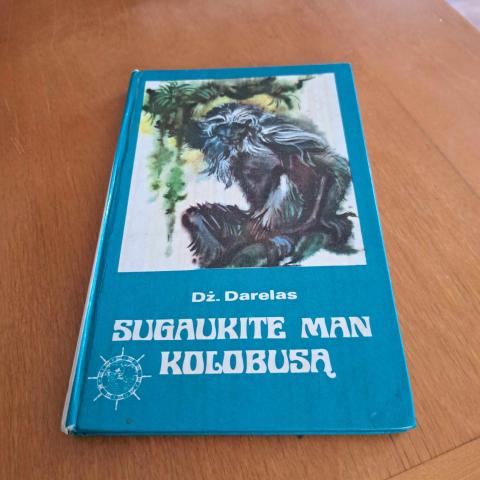 Dž. Darelas
SUGAUKITE MAN
KOLOBUSĄ